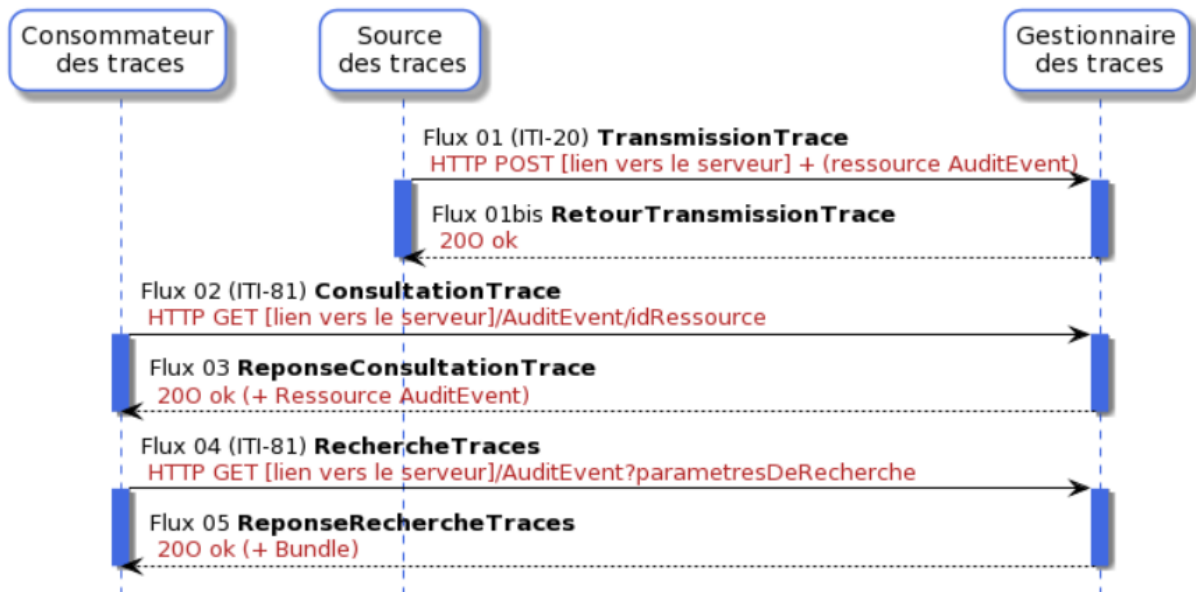 Consommateur
des traces
Source
des traces
Gestionnaire
des traces
Flux 01 (ITI-20) TransmissionTrace
HTTP POST [lien vers le serveur] + (ressource AuditEvent)
Flux 01bis RetourTransmissionTrace
20O ok
Flux 02 (ITI-81) ConsultationTrace
HTTP GET [lien vers le serveur]/AuditEvent/idRessource
Flux 03 ReponseConsultationTrace
20O ok (+ Ressource AuditEvent)
Flux 04 (ITI-81) RechercheTraces
HTTP GET [lien vers le serveur]/AuditEvent?parametresDeRecherche
Flux 05 ReponseRechercheTraces
20O ok (+ Bundle)